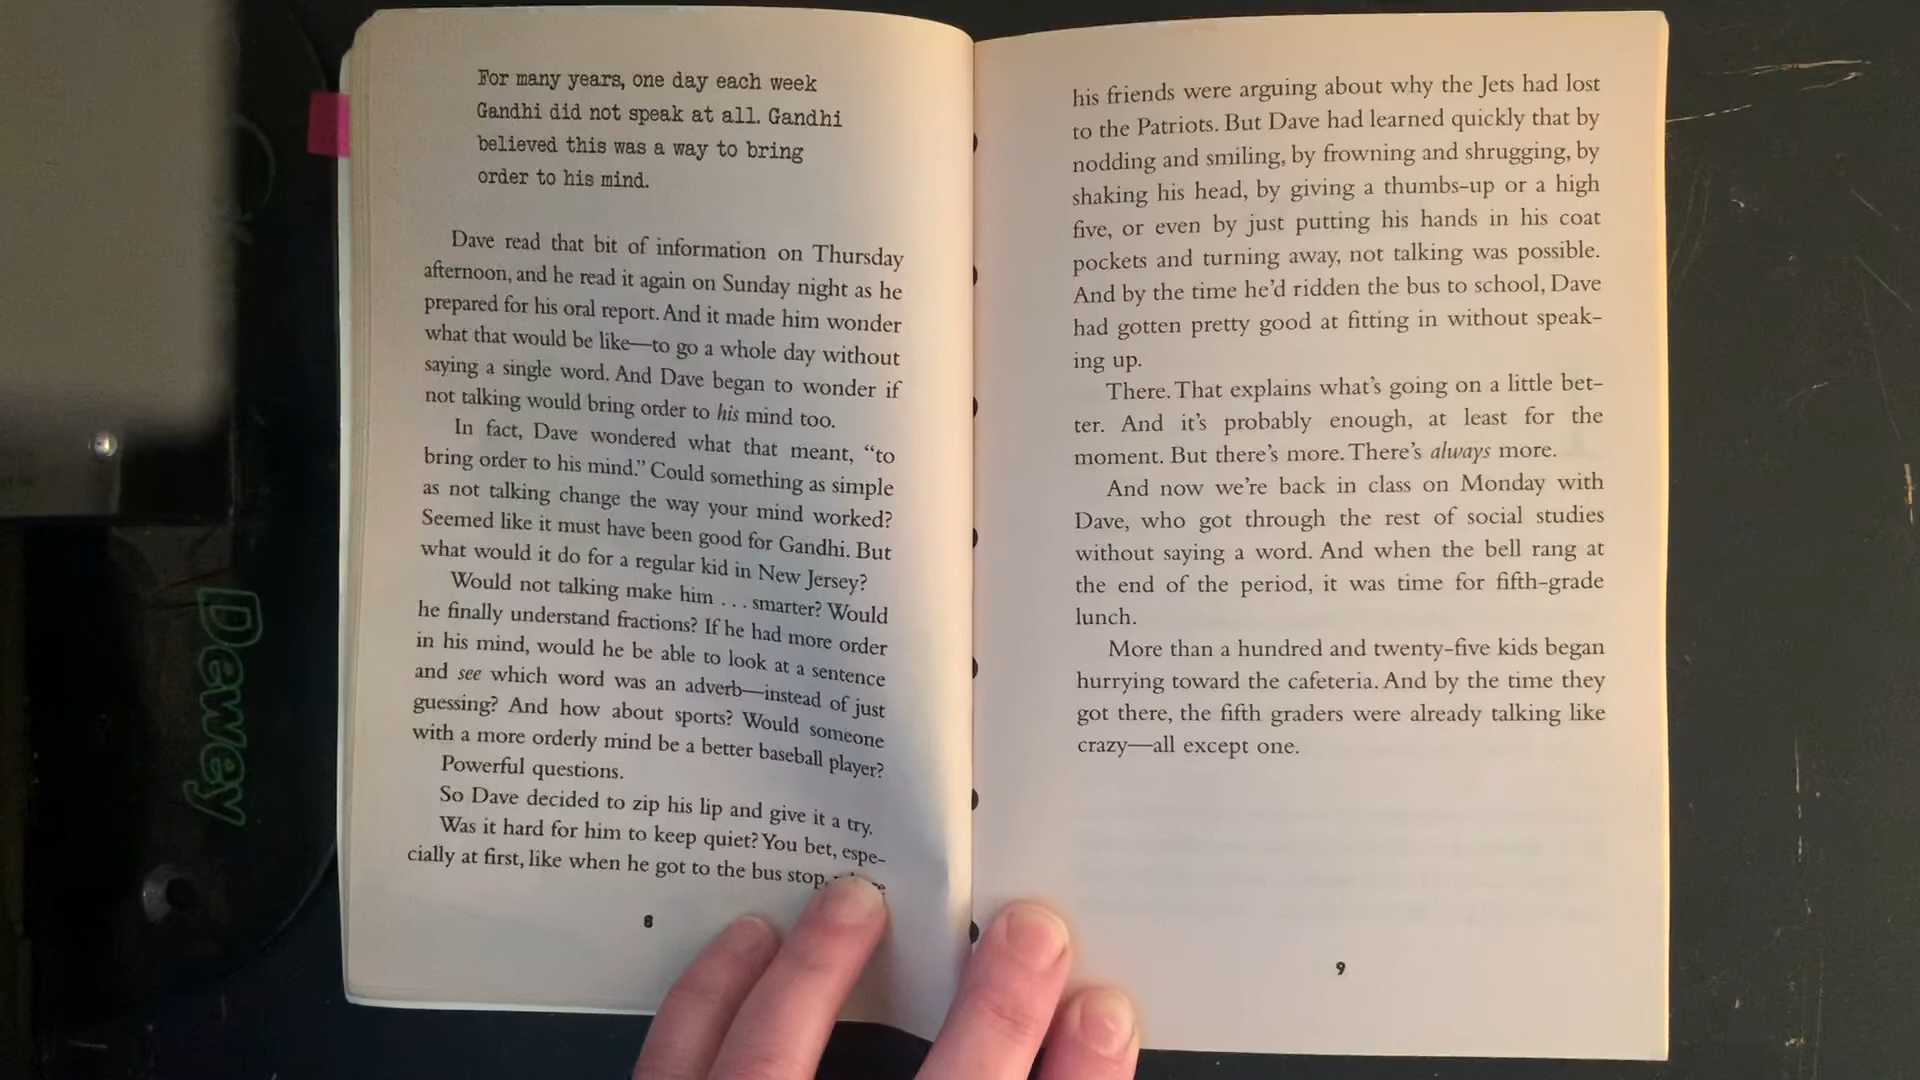 For many years, one day each week
Gandhi did not speak at all. Gandhi
believed this was a way to bring
order to his mind.
Dave read that bit of information on Thursday
afternoon, and he read it again on Sunday night as he
prepared for his oral report. And it made him wonder
what that would be like—to go a whole day without
saying a single word. And Dave began to wonder if
not talking would bring order to his mind too.
In fact, Dave wondered what that meant, “to
bring order to his mind.” Could something as simple
as not talking change the way your mind worked?
Seemed like it must have been good for Gandhi. But
what would it do for a regular kid in New Jersey?
Would not talking make him . . . smarter? Would
he finally understand fractions? If he had more order
in his mind, would he be able to look at a sentence
and see which word was an adverb—instead of just
guessing? And how about sports? Would someone
with a more orderly mind be a better baseball player?
Powerful questions.
So Dave decided to zip his lip and give it a try.
Was it hard for him to keep quiet? You bet, espe-
cially at first, like when he got to the bus stop,
8
his friends were arguing about why the Jets had lost
to the Patriots. But Dave had learned quickly that by
nodding and smiling, by frowning and shrugging, by
shaking his head, by giving a thumbs-up or a high
five, or even by just putting his hands in his coat
pockets and turning away, not talking was possible.
And by the time he’d ridden the bus to school, Dave
had gotten pretty good at fitting in without speak-
ing up.
There. That explains what’s going on a little bet-
ter. And it’s probably enough, at least for the
moment. But there’s more. There’s always more.
And now we’re back in class on Monday with
Dave, who got through the rest of social studies
without saying a word. And when the bell rang at
the end of the period, it was time for fifth-grade
lunch.
More than a hundred and twenty-five kids began
hurrying toward the cafeteria. And by the time they
got there, the fifth graders were already talking like
crazy—all except one.
9
Dewey